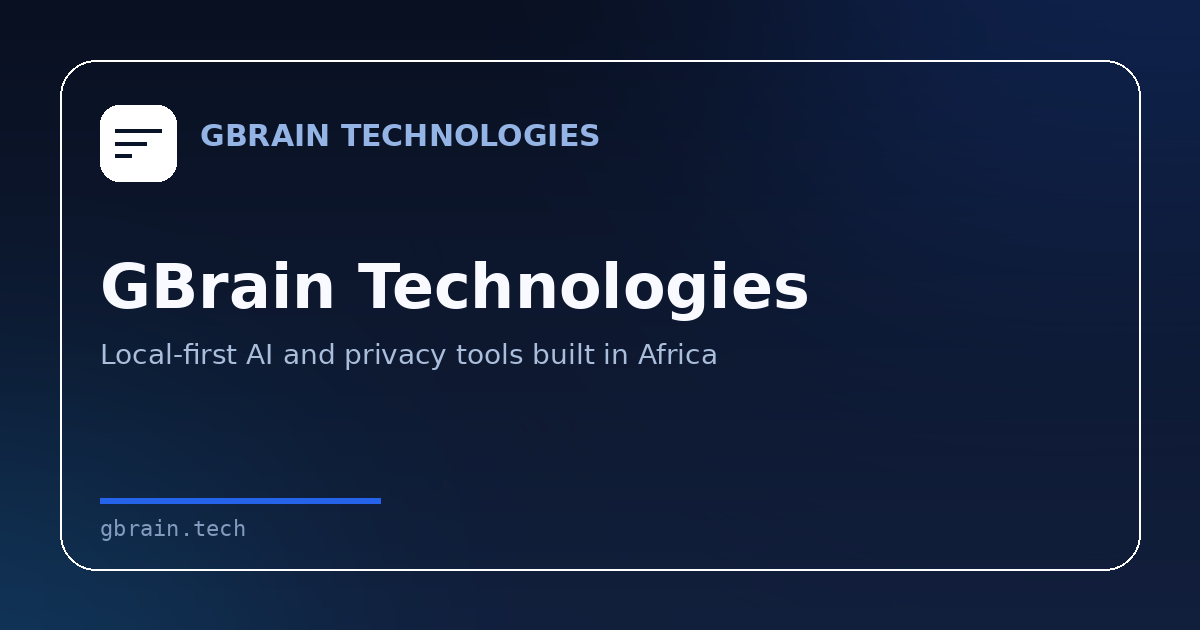 GBRAIN TECHNOLOGIES
GBrain Technologies
Local-first AI and privacy tools built in Africa
gbrain.tech